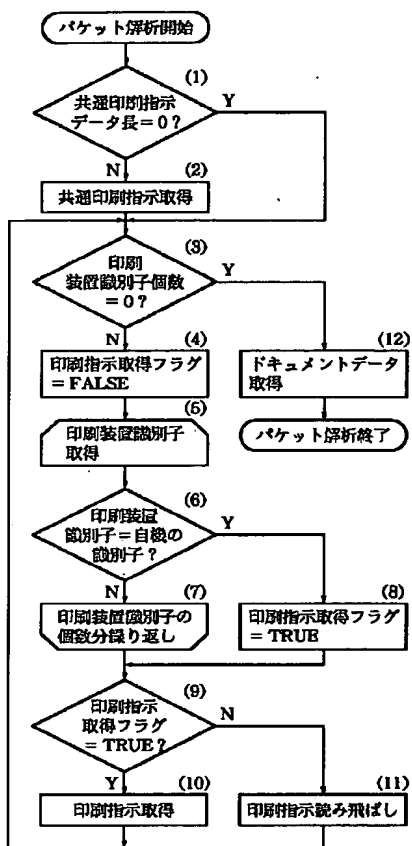 パケット解析開始
(1)
共通印刷指示
データ長=0?
Y
N
(2)
共通印刷指示取得
(3)
印刷
装置識別子個数
=0?
Y
N
(4)
印刷指示取得フラグ
=FALSE
(12)
ドキュメントデータ
取得
(5)
印刷装置識別子
取得
パケット解析終了
(6)
印刷装置
識別子=自機の
識別子?
Y
N
(7)
印刷装置識別子の
個数分繰り返し
(8)
印刷指示取得フラグ
=TRUE
(9)
印刷指示
取得フラグ
=TRUE?
N
Y
(10)
印刷指示取得
(11)
印刷指示読み飛ばし